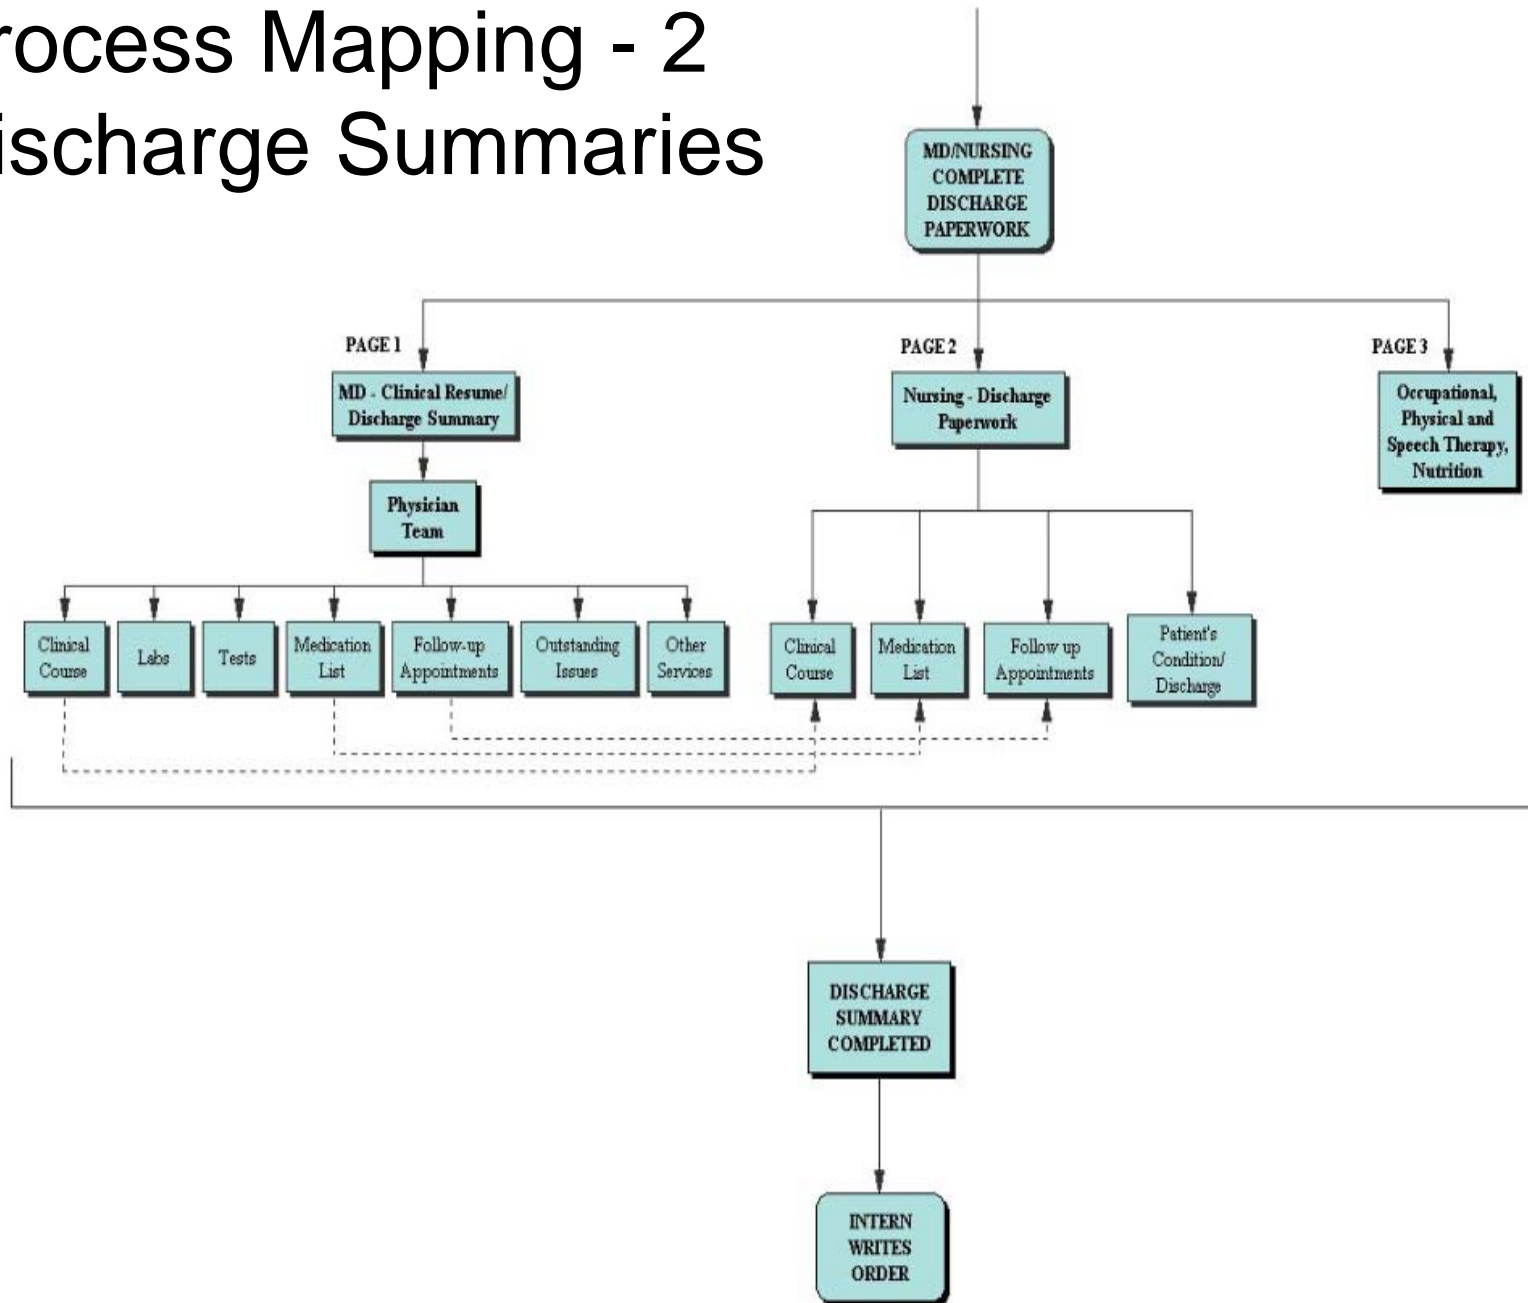 rocess Mapping - 2
ischarge Summaries
MD/NURSING
COMPLETE
DISCHARGE
PAPERWORK
PAGE 1
MD - Clinical Resume/
Discharge Summary
Physician
Team
Clinical
Course
Labs
Tests
Medication
List
Follow-up
Appointments
Outstanding
Issues
Other
Services
PAGE 2
Nursing - Discharge
Paperwork
Clinical
Course
Medication
List
Follow up
Appointments
Patient's
Condition/
Discharge
PAGE 3
Occupational,
Physical and
Speech Therapy,
Nutrition
DISCHARGE
SUMMARY
COMPLETED
INTERN
WRITES
ORDER